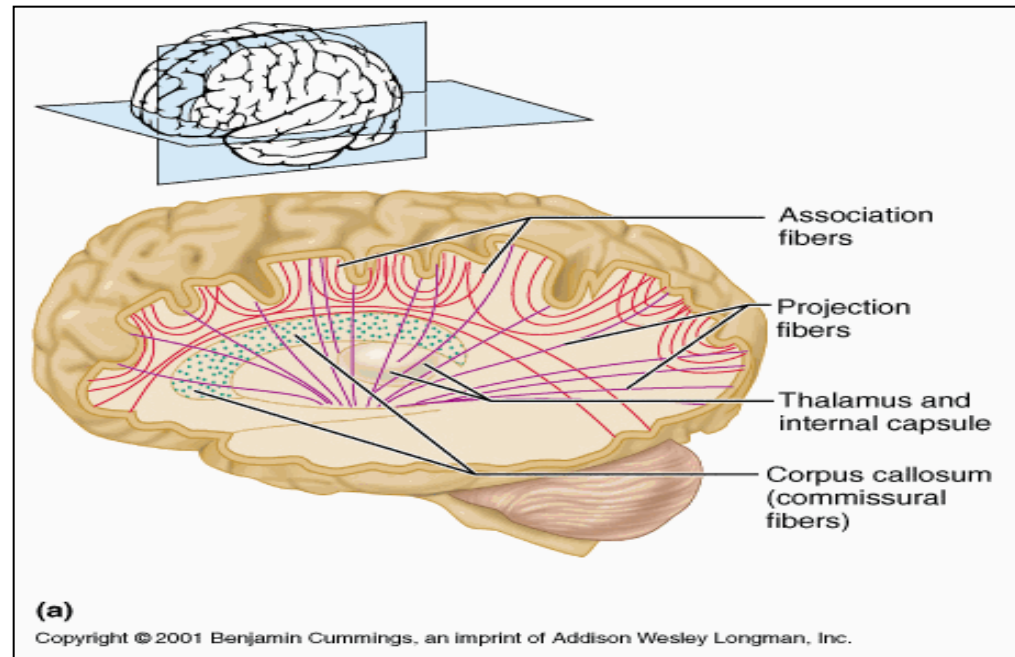 Association
fibers
Projection
fibers
Thalamus and
internal capsule
Corpus callosum
(commissural
fibers)
(a)
Copyright © 2001 Benjamin Cummings, an imprint of Addison Wesley Longman, Inc.